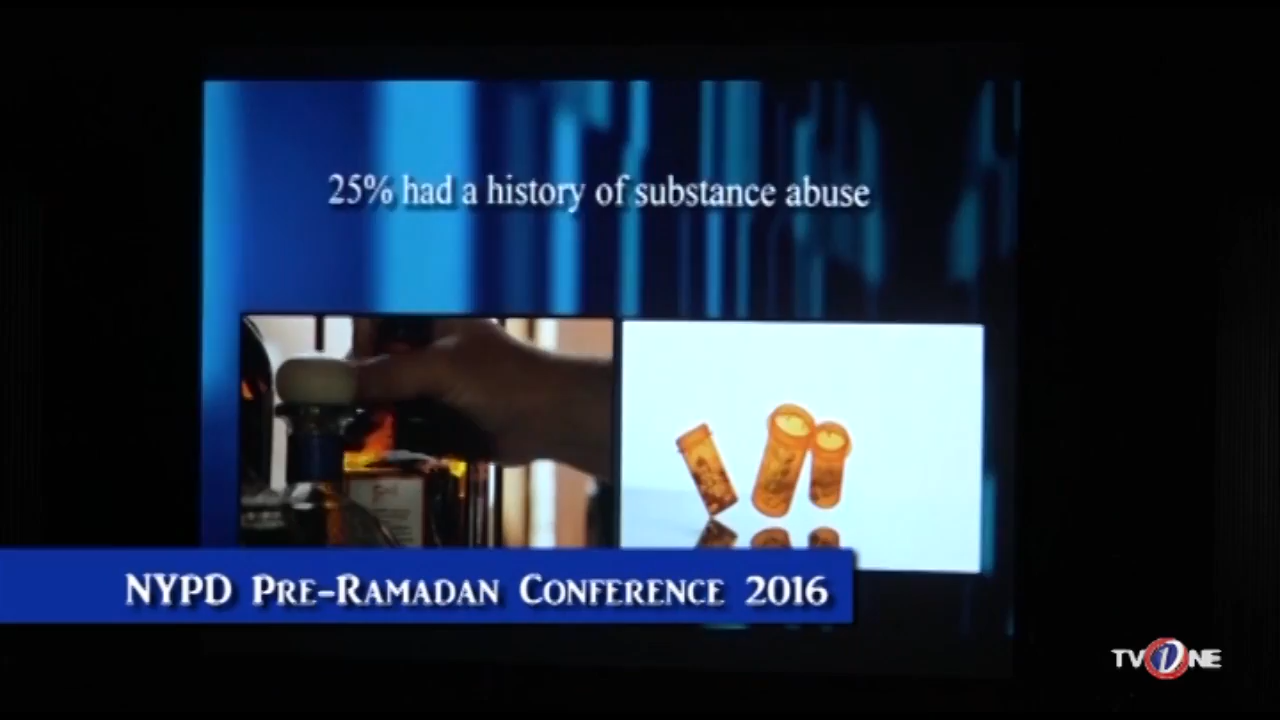 25% had a history of substance abuse
NYPD Pre-Ramadan Conference 2016
TV ONE